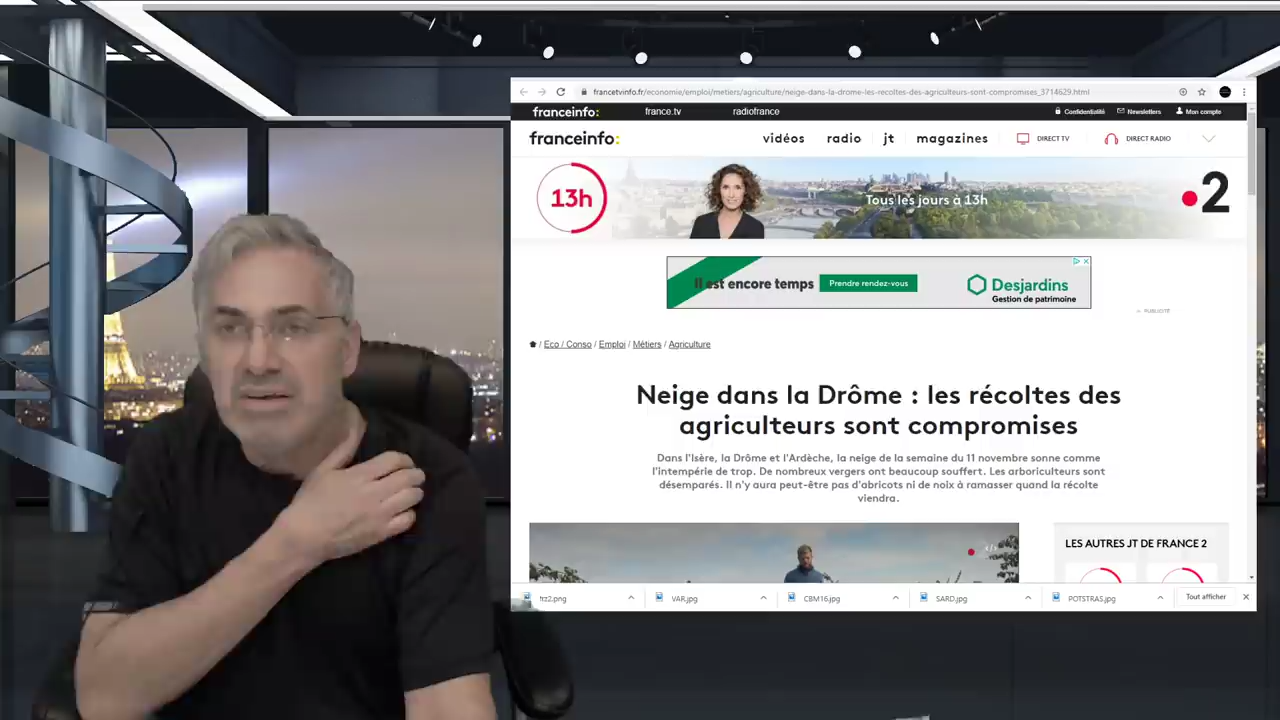 francetvinfo.fr/economie/emploi/metiers/agriculture/neige-dans-la-drome-les-recoltes-des-agriculteurs-sont-compromises_3714629.html
franceinfo: france.tv radiofrance Confidentialité Newsletters Mon compte
franceinfo: vidéos radio jt magazines DIRECT TV DIRECT RADIO
13h Tous les jours à 13h 2
Il est encore temps Prendre rendez-vous Desjardins
Gestion de patrimoine
PUBLICITÉ
/ Eco / Conso / Emploi / Métiers / Agriculture
Neige dans la Drôme : les récoltes des
agriculteurs sont compromises
Dans l'Isère, la Drôme et l'Ardèche, la neige de la semaine du 11 novembre sonne comme
l'intempérie de trop. De nombreux vergers ont beaucoup souffert. Les arboriculteurs sont
désemparés. Il n'y aura peut-être pas d'abricots ni de noix à ramasser quand la récolte
viendra.
LES AUTRES JT DE FRANCE 2
VAR.jpg CBM16.jpg SARD.jpg POTSTRAS.jpg Tout afficher